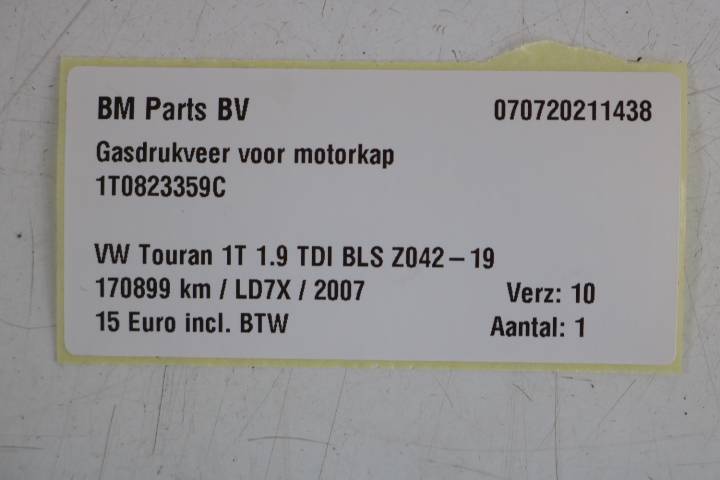 BM Parts BV 070720211438
Gasdrukveer voor motorkap
1T0823359C
VW Touran 1T 1.9 TDI BLS Z042-19
170899 km / LD7X / 2007 Verz: 10
15 Euro incl. BTW Aantal: 1